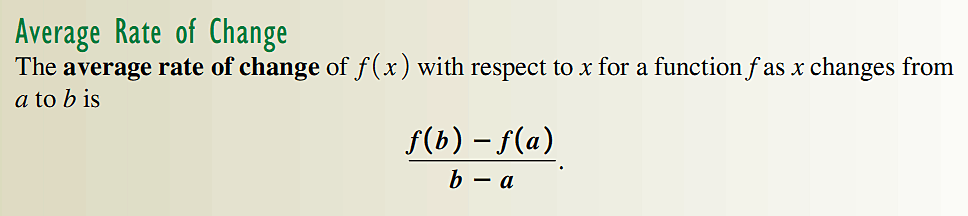 Average Rate of Change
The average rate of change of f(x) with respect to x for a function f as x changes from
a to b is
f(b) − f(a)
b − a.